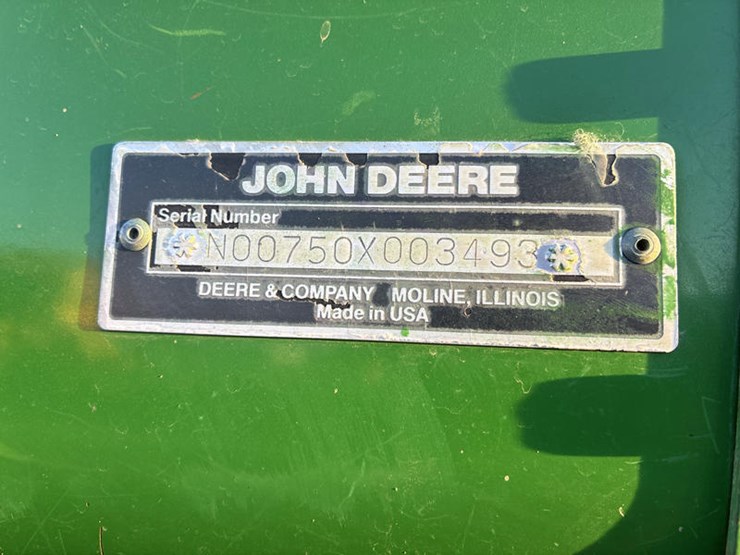 JOHN DEERE
Serial Number
N00750X003493
DEERE & COMPANY MOLINE, ILLINOIS
Made in USA